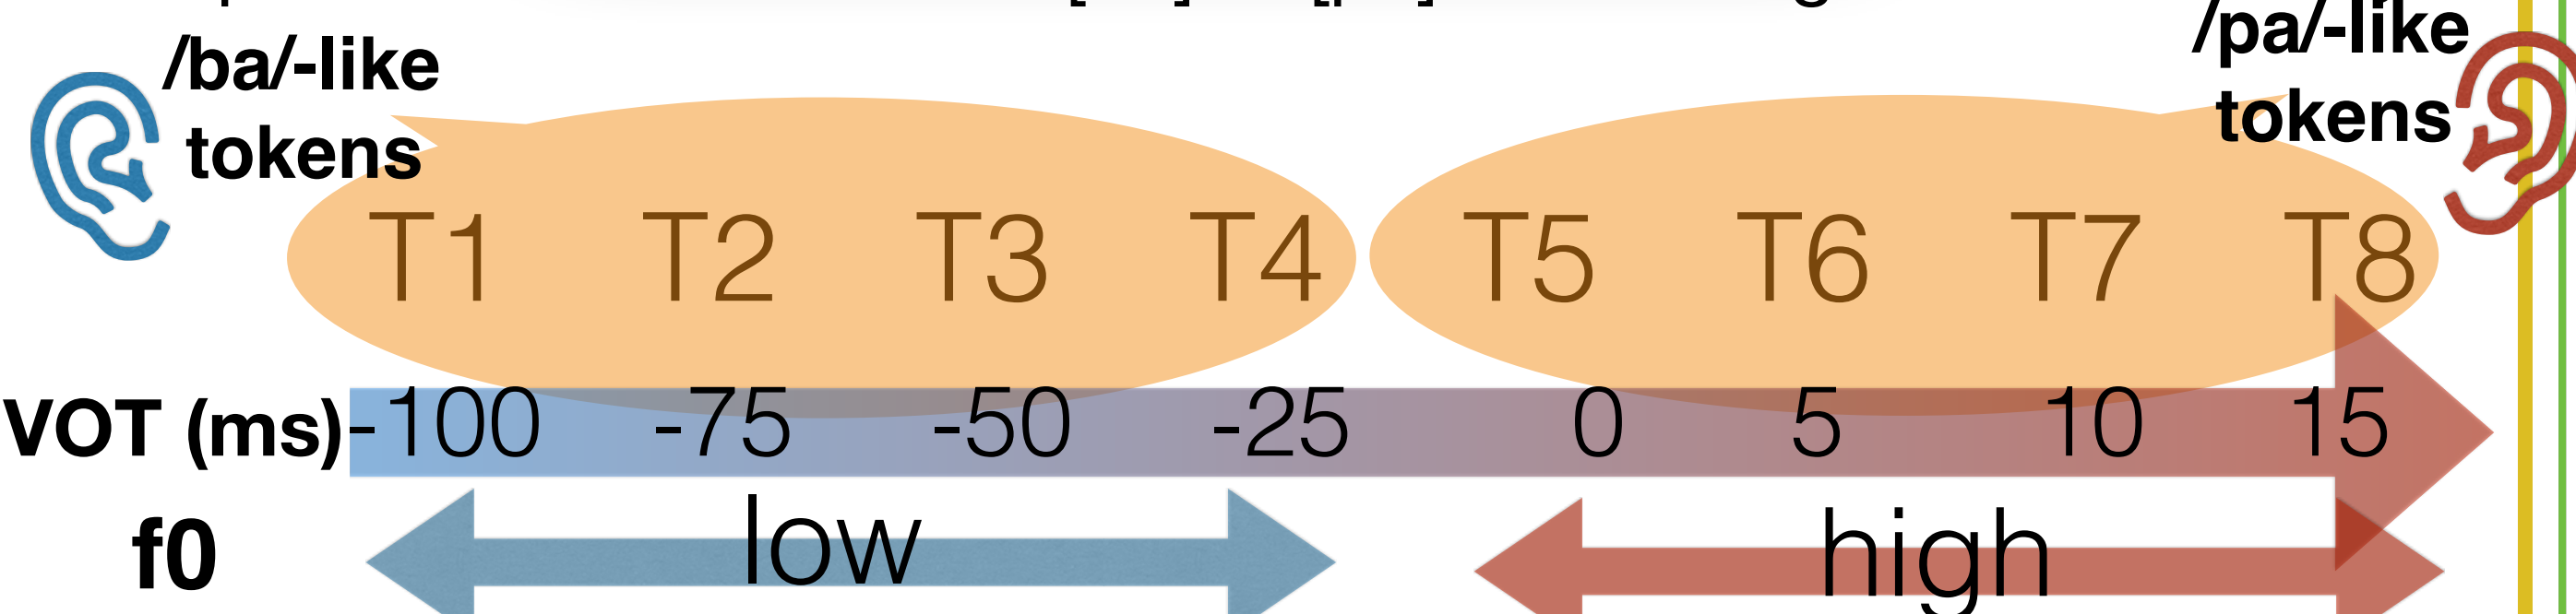 /ba/-like
tokens
/pa/-like
tokens
T1 T2 T3 T4 T5 T6 T7 T8
VOT (ms) -100 -75 -50 -25 0 5 10 15
f0 low high